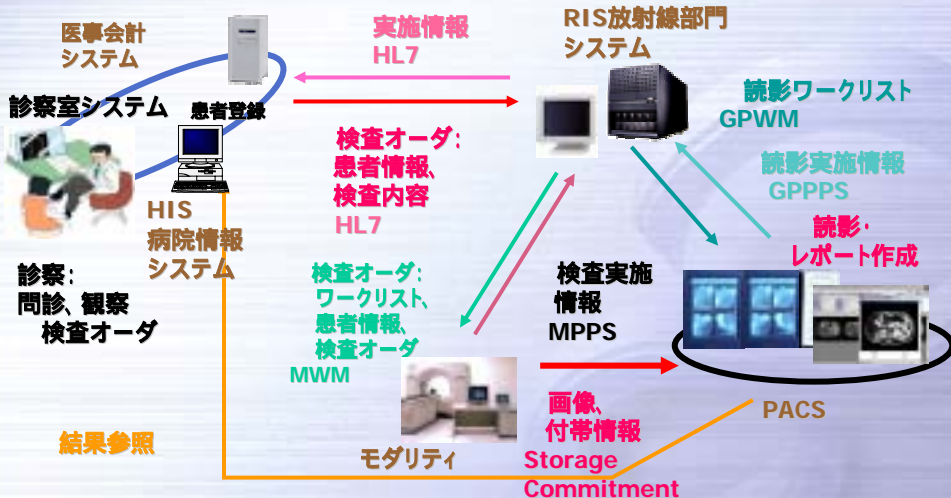 医事会計
システム
診察室システム
患者登録
HIS
病院情報
システム
診察:
問診、観察
検査オーダ
結果参照
実施情報
HL7
検査オーダ:
患者情報、
検査内容
HL7
RIS放射線部門
システム
読影ワークリスト
GPWM
読影実施情報
GPPPS
読影・
レポート作成
検査オーダ:
ワークリスト、
患者情報、
検査オーダ
MWM
検査実施
情報
MPPS
モダリティ
画像、
付帯情報
Storage
Commitment
PACS